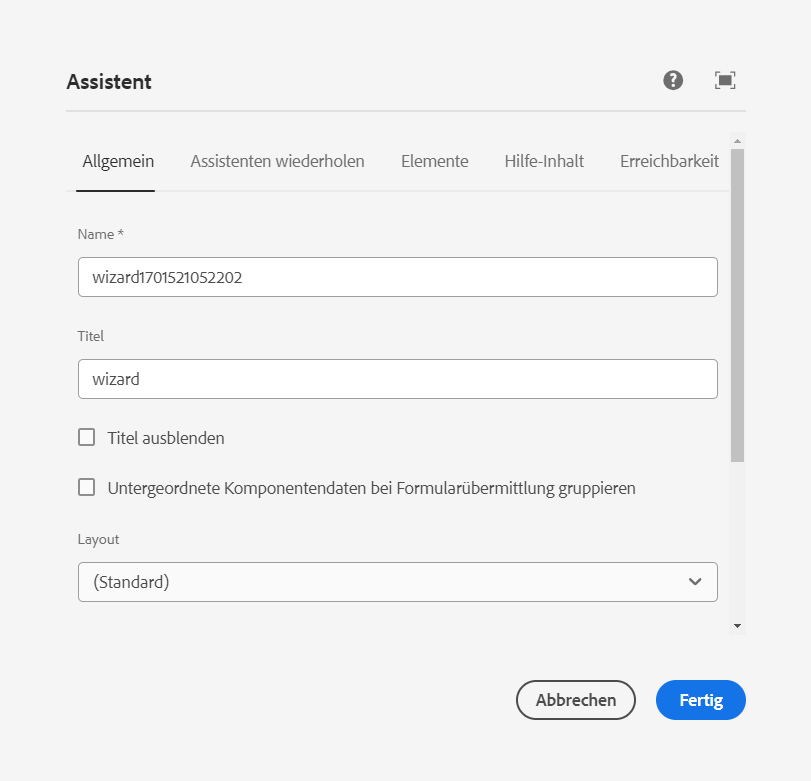 Assistent
Allgemein Assistenten wiederholen Elemente Hilfe-Inhalt Erreichbarkeit
Name *
wizard1701521052202
Titel
wizard
Titel ausblenden
Untergeordnete Komponentendaten bei Formularübermittlung gruppieren
Layout
(Standard)
Abbrechen Fertig